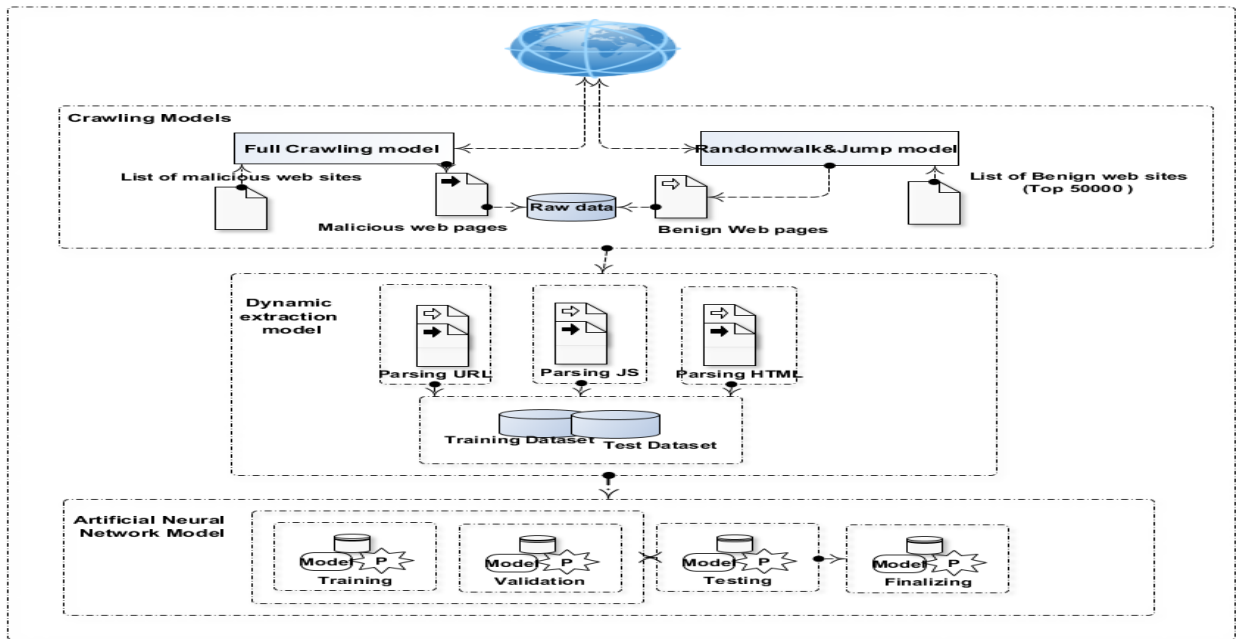 Crawling Models
Full Crawling model
Randomwalk&Jump model
List of malicious web sites
List of Benign web sites
(Top 50000 )
Raw data
Malicious web pages
Benign Web pages
Dynamic
extraction
model
Parsing URL
Parsing JS
Parsing HTML
Training Dataset
Test Dataset
Artificial Neural
Network Model
Model
P
Training
Model
P
Validation
Model
P
Testing
Model
P
Finalizing